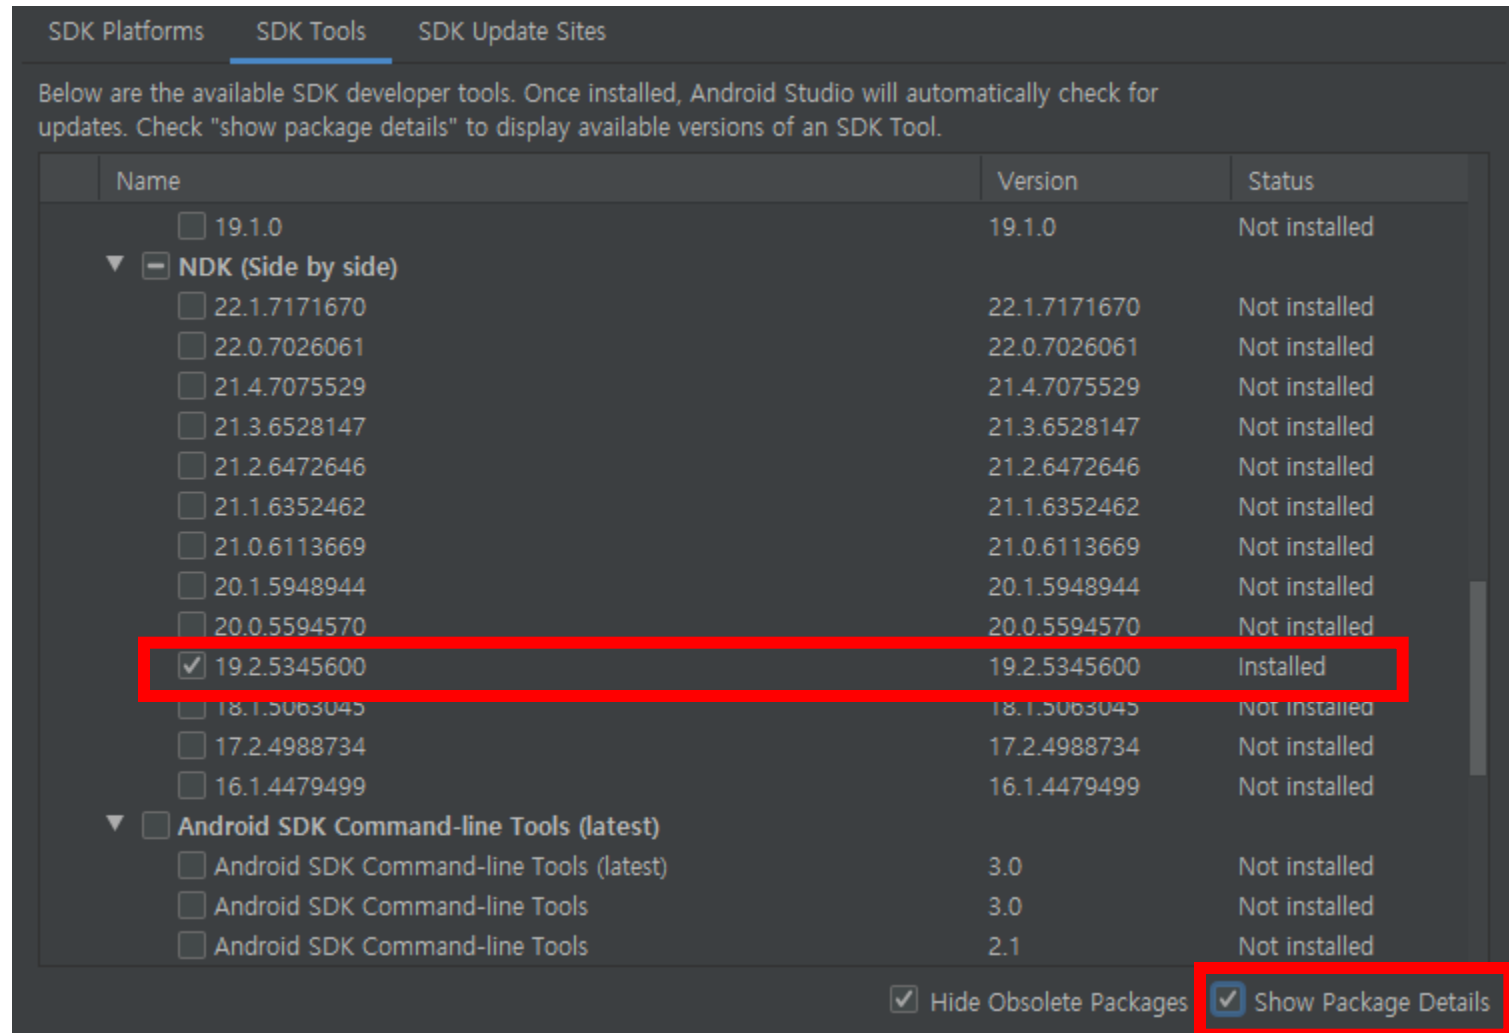 SDK Platforms SDK Tools SDK Update Sites
Below are the available SDK developer tools. Once installed, Android Studio will automatically check for
updates. Check "show package details" to display available versions of an SDK Tool.
Name Version Status
19.1.0 19.1.0 Not installed
NDK (Side by side)
22.1.7171670 22.1.7171670 Not installed
22.0.7026061 22.0.7026061 Not installed
21.4.7075529 21.4.7075529 Not installed
21.3.6528147 21.3.6528147 Not installed
21.2.6472646 21.2.6472646 Not installed
21.1.6352462 21.1.6352462 Not installed
21.0.6113669 21.0.6113669 Not installed
20.1.5948944 20.1.5948944 Not installed
20.0.5594570 20.0.5594570 Not installed
19.2.5345600 19.2.5345600 Installed
18.1.5063045 18.1.5063045 Not installed
17.2.4988734 17.2.4988734 Not installed
16.1.4479499 16.1.4479499 Not installed
Android SDK Command-line Tools (latest)
Android SDK Command-line Tools (latest) 3.0 Not installed
Android SDK Command-line Tools 3.0 Not installed
Android SDK Command-line Tools 2.1 Not installed
Hide Obsolete Packages Show Package Details